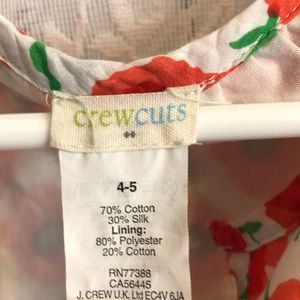 crewcuts
4-5
70% Cotton
30% Silk
Lining:
80% Polyester
20% Cotton
RN77388
CA56445
J. CREW U.K. Ltd EC4V 6JA